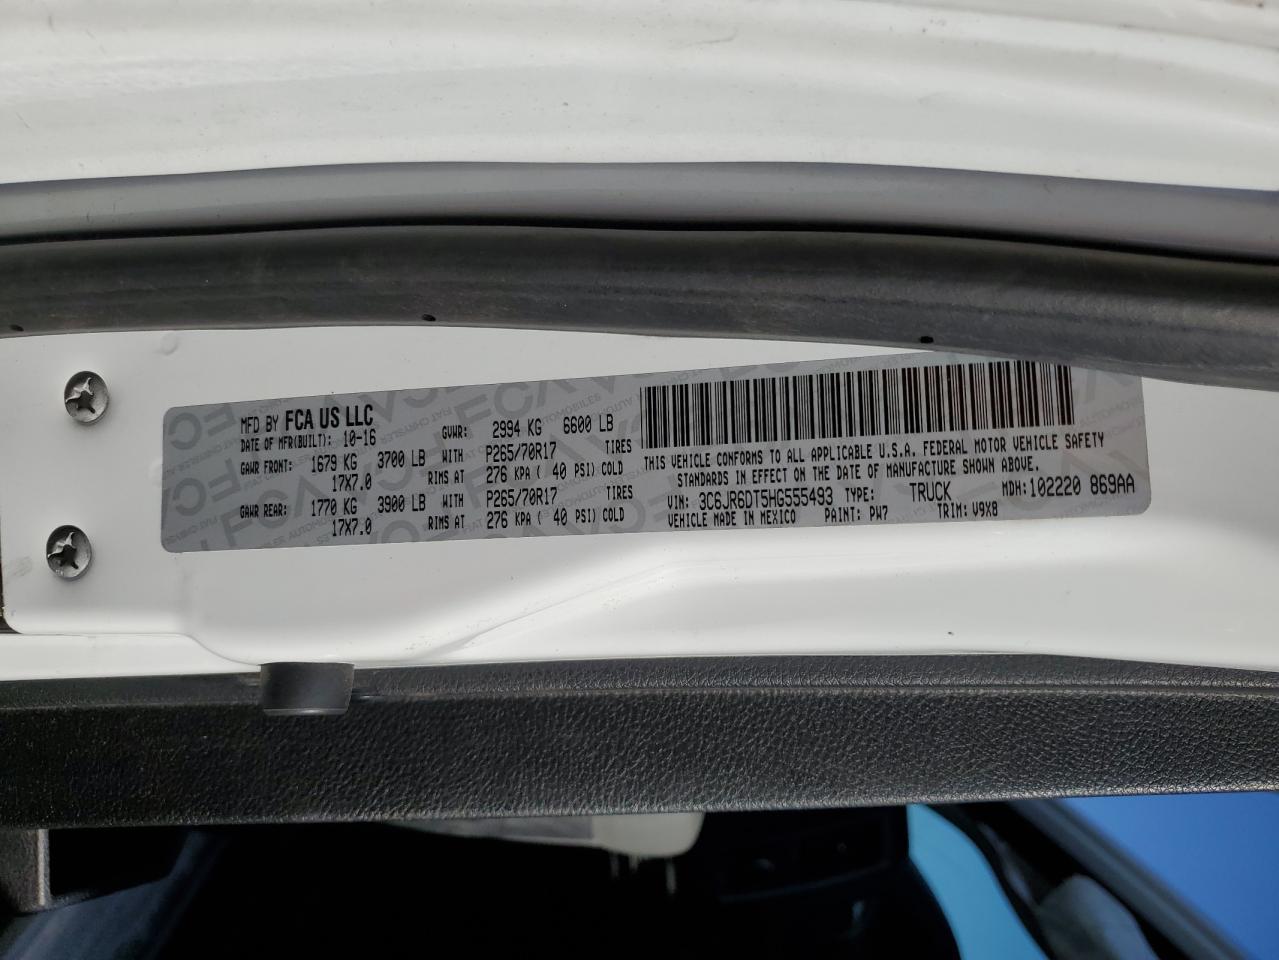 MFD BY FCA US LLC
DATE OF MFR(BUILT): 10-16 GVWR: 2994 KG 6600 LB
GAWR FRONT: 1679 KG 3700 LB WITH P265/70R17 TIRES
17X7.0 RIMS AT 276 KPA ( 40 PSI) COLD
GAWR REAR: 1770 KG 3900 LB WITH P265/70R17 TIRES
17X7.0 RIMS AT 276 KPA ( 40 PSI) COLD
THIS VEHICLE CONFORMS TO ALL APPLICABLE U.S.A. FEDERAL MOTOR VEHICLE SAFETY
STANDARDS IN EFFECT ON THE DATE OF MANUFACTURE SHOWN ABOVE.
VIN: 3C6JR6DT5HG555493 TYPE: TRUCK MDH: 102220 869AA
VEHICLE MADE IN MEXICO PAINT: PW7 TRIM: V9X8